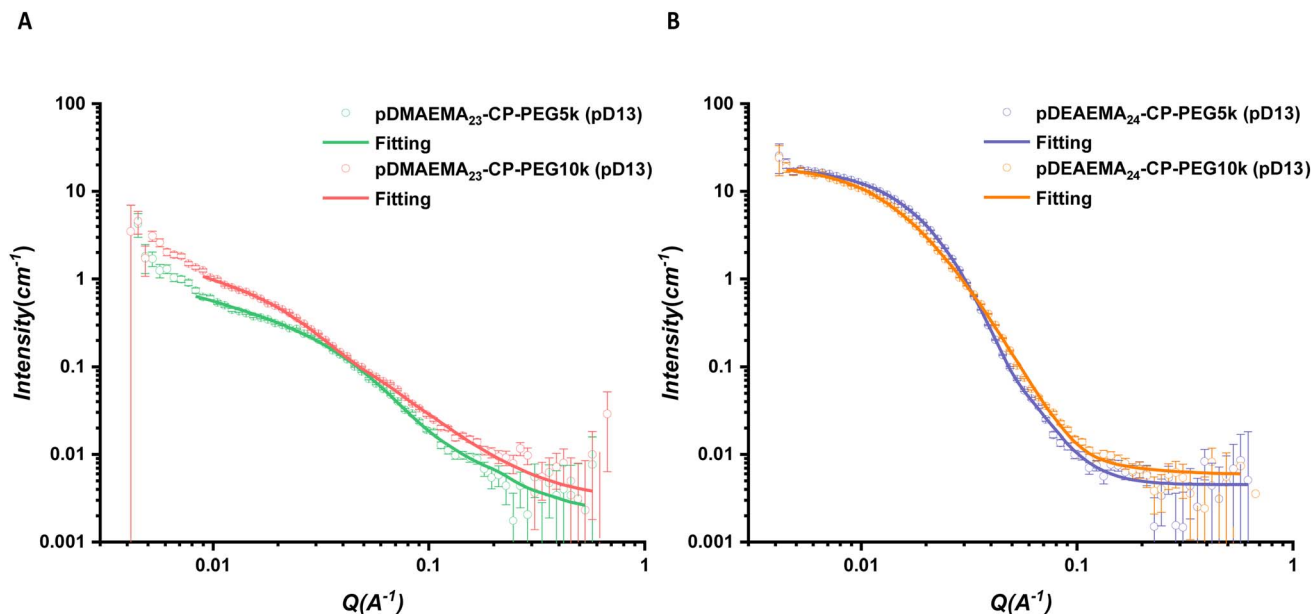 A
100
10
1
0.1
0.01
0.001
Intensity(cm⁻¹)
pDMAEMA₂₃-CP-PEG5k (pD13)
Fitting
pDMAEMA₂₃-CP-PEG10k (pD13)
Fitting
0.01
0.1
1
Q(A⁻¹)
B
100
10
1
0.1
0.01
0.001
Intensity(cm⁻¹)
pDEAEMA₂₄-CP-PEG5k (pD13)
Fitting
pDEAEMA₂₄-CP-PEG10k (pD13)
Fitting
0.01
0.1
1
Q(A⁻¹)